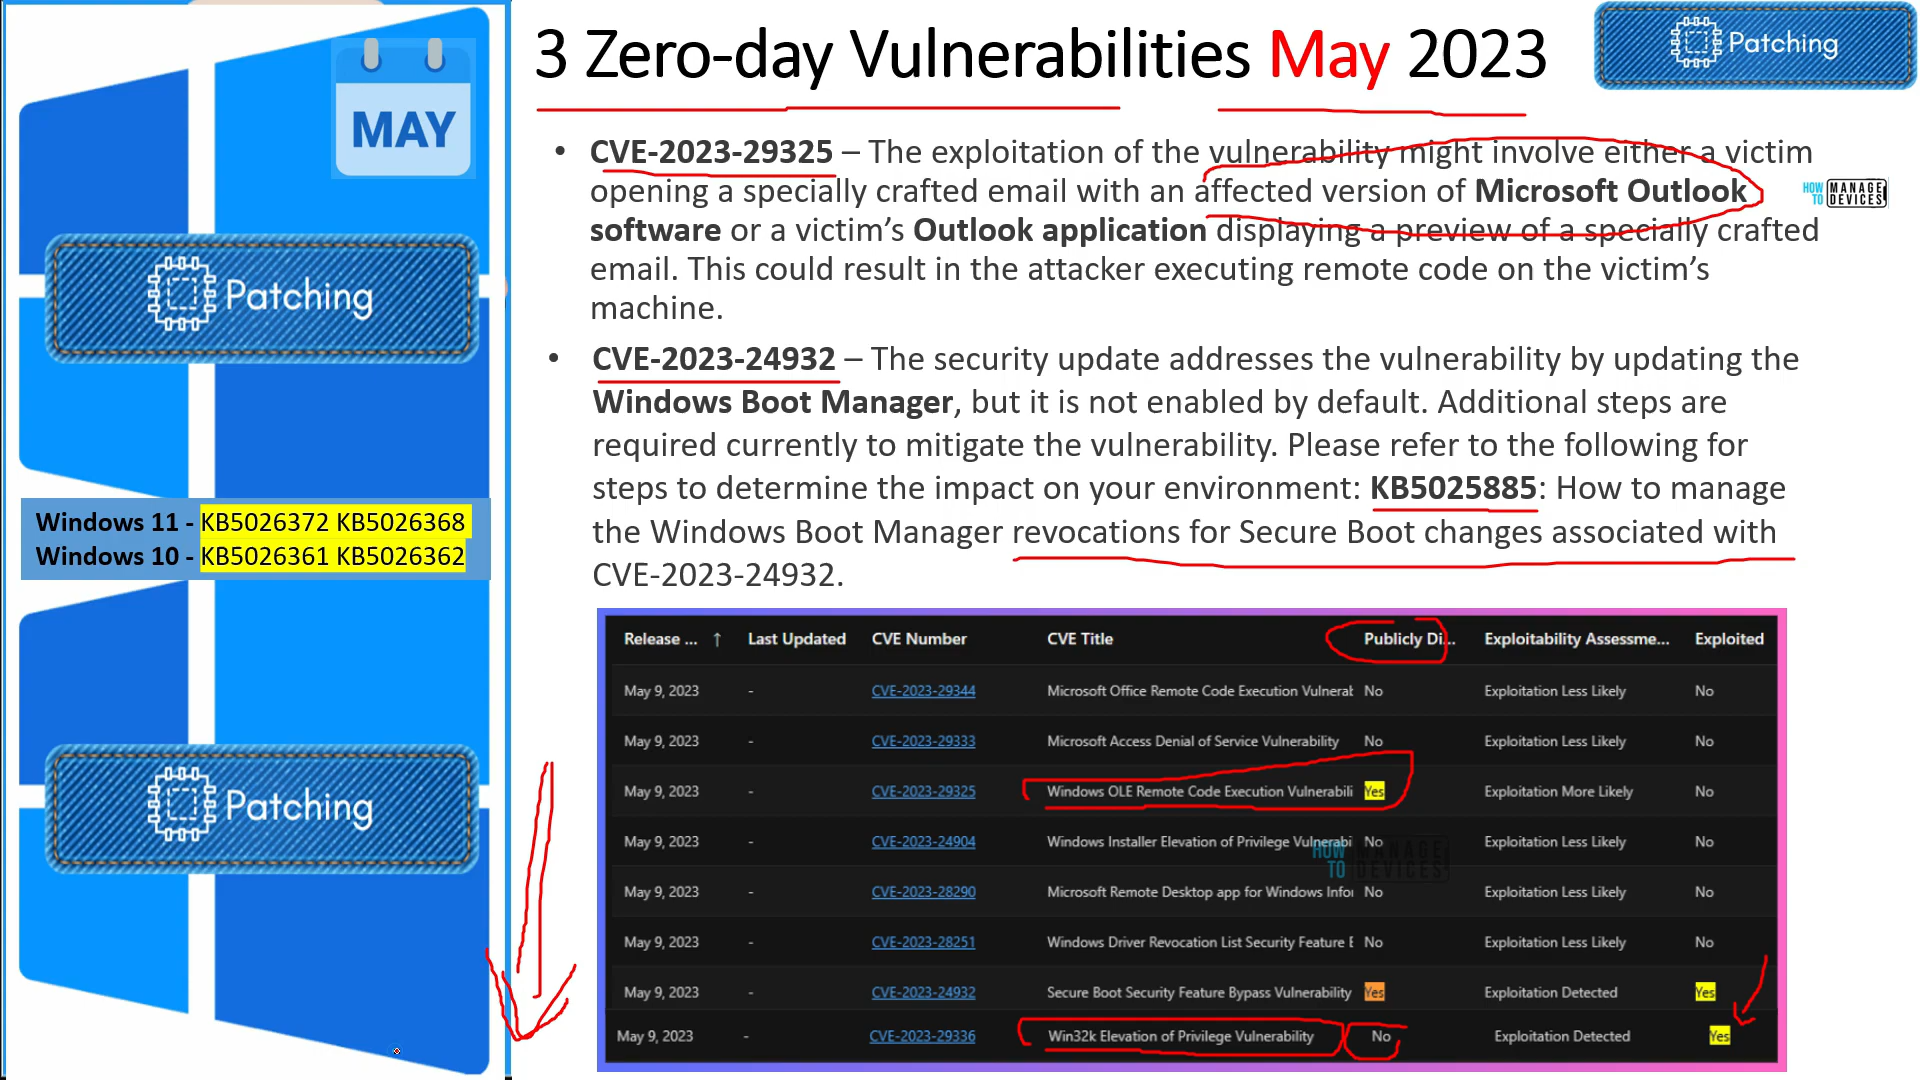 3 Zero-day Vulnerabilities May 2023
Patching
MAY
• CVE-2023-29325 – The exploitation of the vulnerability might involve either a victim
opening a specially crafted email with an affected version of Microsoft Outlook
software or a victim's Outlook application displaying a preview of a specially crafted
email. This could result in the attacker executing remote code on the victim's
machine.
HOW TO MANAGE DEVICES
Patching
• CVE-2023-24932 – The security update addresses the vulnerability by updating the
Windows Boot Manager, but it is not enabled by default. Additional steps are
required currently to mitigate the vulnerability. Please refer to the following for
steps to determine the impact on your environment: KB5025885: How to manage
the Windows Boot Manager revocations for Secure Boot changes associated with
CVE-2023-24932.
Windows 11 - KB5026372 KB5026368
Windows 10 - KB5026361 KB5026362
Patching
Release ... ↑ Last Updated CVE Number CVE Title Publicly Di... Exploitability Assessme... Exploited
May 9, 2023 - CVE-2023-29344 Microsoft Office Remote Code Execution Vulnerab No Exploitation Less Likely No
May 9, 2023 - CVE-2023-29333 Microsoft Access Denial of Service Vulnerability No Exploitation Less Likely No
May 9, 2023 - CVE-2023-29325 Windows OLE Remote Code Execution Vulnerabili Yes Exploitation More Likely No
May 9, 2023 - CVE-2023-24904 Windows Installer Elevation of Privilege Vulnerabi No Exploitation Less Likely No
HOW TO MANAGE DEVICES
May 9, 2023 - CVE-2023-28290 Microsoft Remote Desktop app for Windows Infor No Exploitation Less Likely No
May 9, 2023 - CVE-2023-28251 Windows Driver Revocation List Security Feature E No Exploitation Less Likely No
May 9, 2023 - CVE-2023-24932 Secure Boot Security Feature Bypass Vulnerability Yes Exploitation Detected Yes
May 9, 2023 - CVE-2023-29336 Win32k Elevation of Privilege Vulnerability No Exploitation Detected Yes